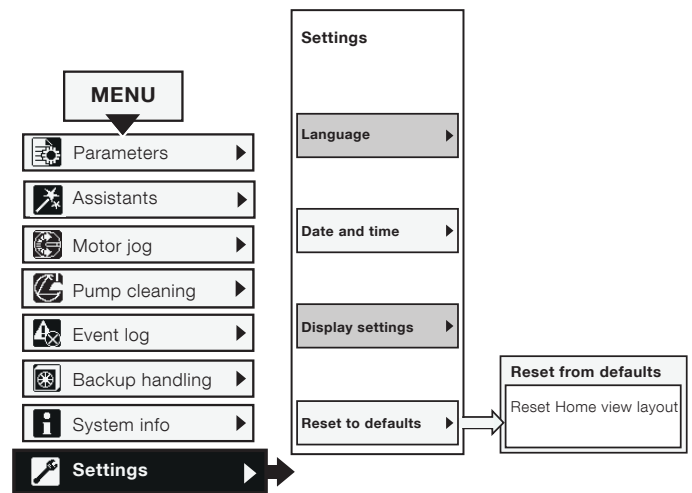 MENU
Parameters
Assistants
Motor jog
Pump cleaning
Event log
Backup handling
System info
Settings
Settings
Language
Date and time
Display settings
Reset to defaults
Reset from defaults
Reset Home view layout